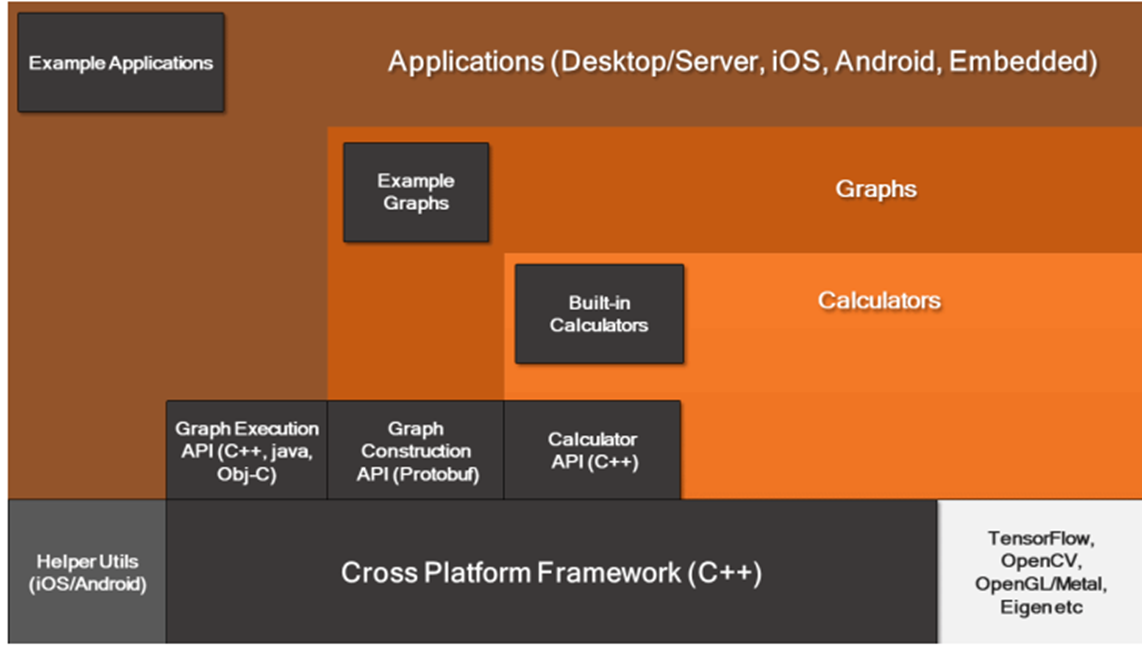 Example Applications
Applications (Desktop/Server, iOS, Android, Embedded)
Example
Graphs
Graphs
Built-in
Calculators
Calculators
Graph Execution
API (C++, java,
Obj-C)
Graph
Construction
API (Protobuf)
Calculator
API (C++)
Helper Utils
(iOS/Android)
Cross Platform Framework (C++)
TensorFlow,
OpenCV,
OpenGL/Metal,
Eigen etc